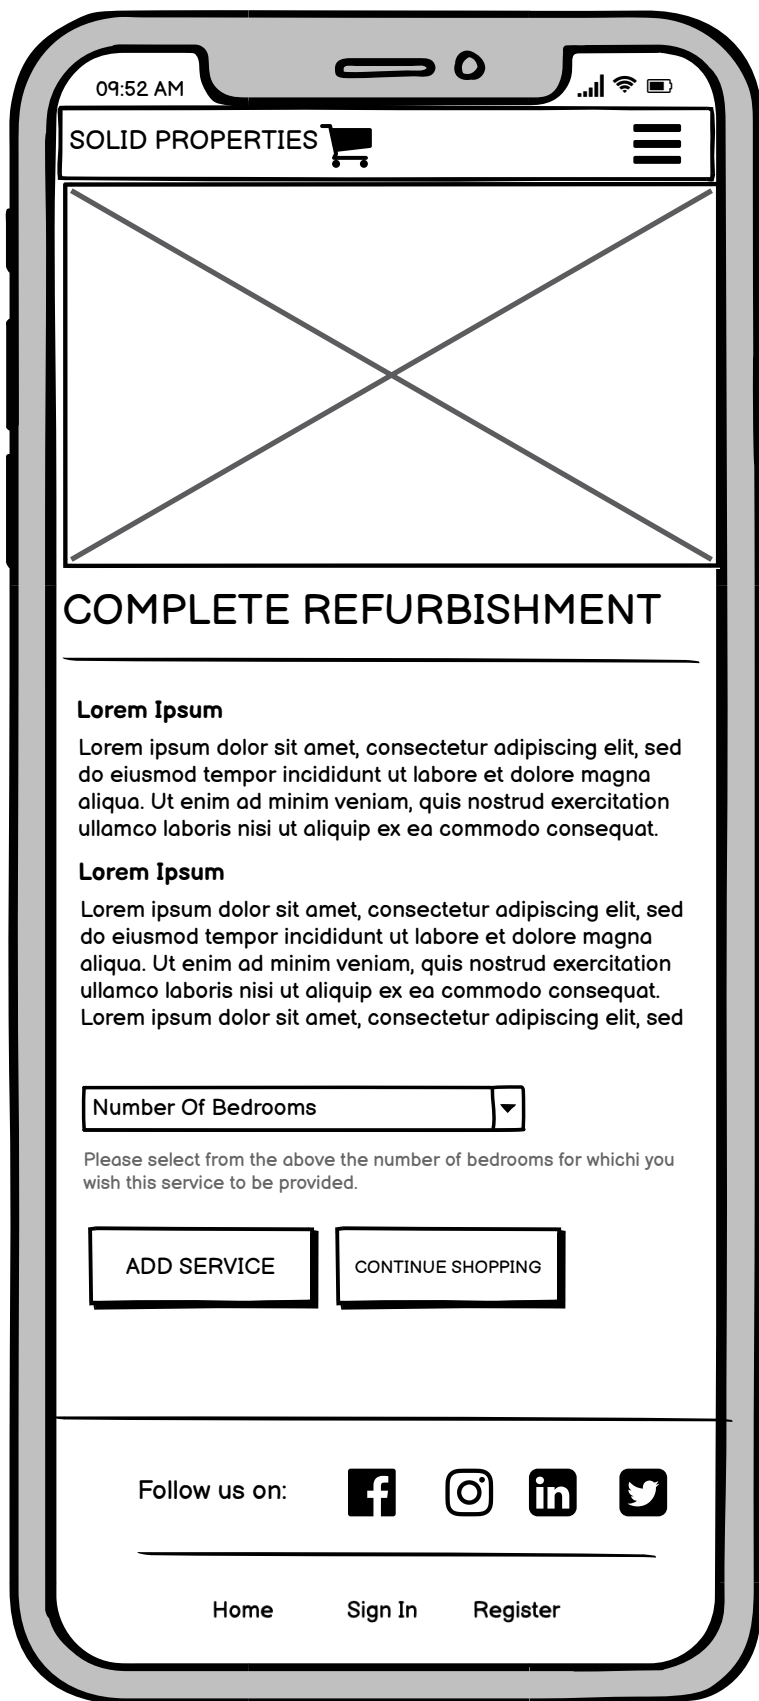 09:52 AM
SOLID PROPERTIES
COMPLETE REFURBISHMENT
Lorem Ipsum
Lorem ipsum dolor sit amet, consectetur adipiscing elit, sed
do eiusmod tempor incididunt ut labore et dolore magna
aliqua. Ut enim ad minim veniam, quis nostrud exercitation
ullamco laboris nisi ut aliquip ex ea commodo consequat.
Lorem Ipsum
Lorem ipsum dolor sit amet, consectetur adipiscing elit, sed
do eiusmod tempor incididunt ut labore et dolore magna
aliqua. Ut enim ad minim veniam, quis nostrud exercitation
ullamco laboris nisi ut aliquip ex ea commodo consequat.
Lorem ipsum dolor sit amet, consectetur adipiscing elit, sed
Number Of Bedrooms
Please select from the above the number of bedrooms for whichi you
wish this service to be provided.
ADD SERVICE CONTINUE SHOPPING
Follow us on:
Home Sign In Register